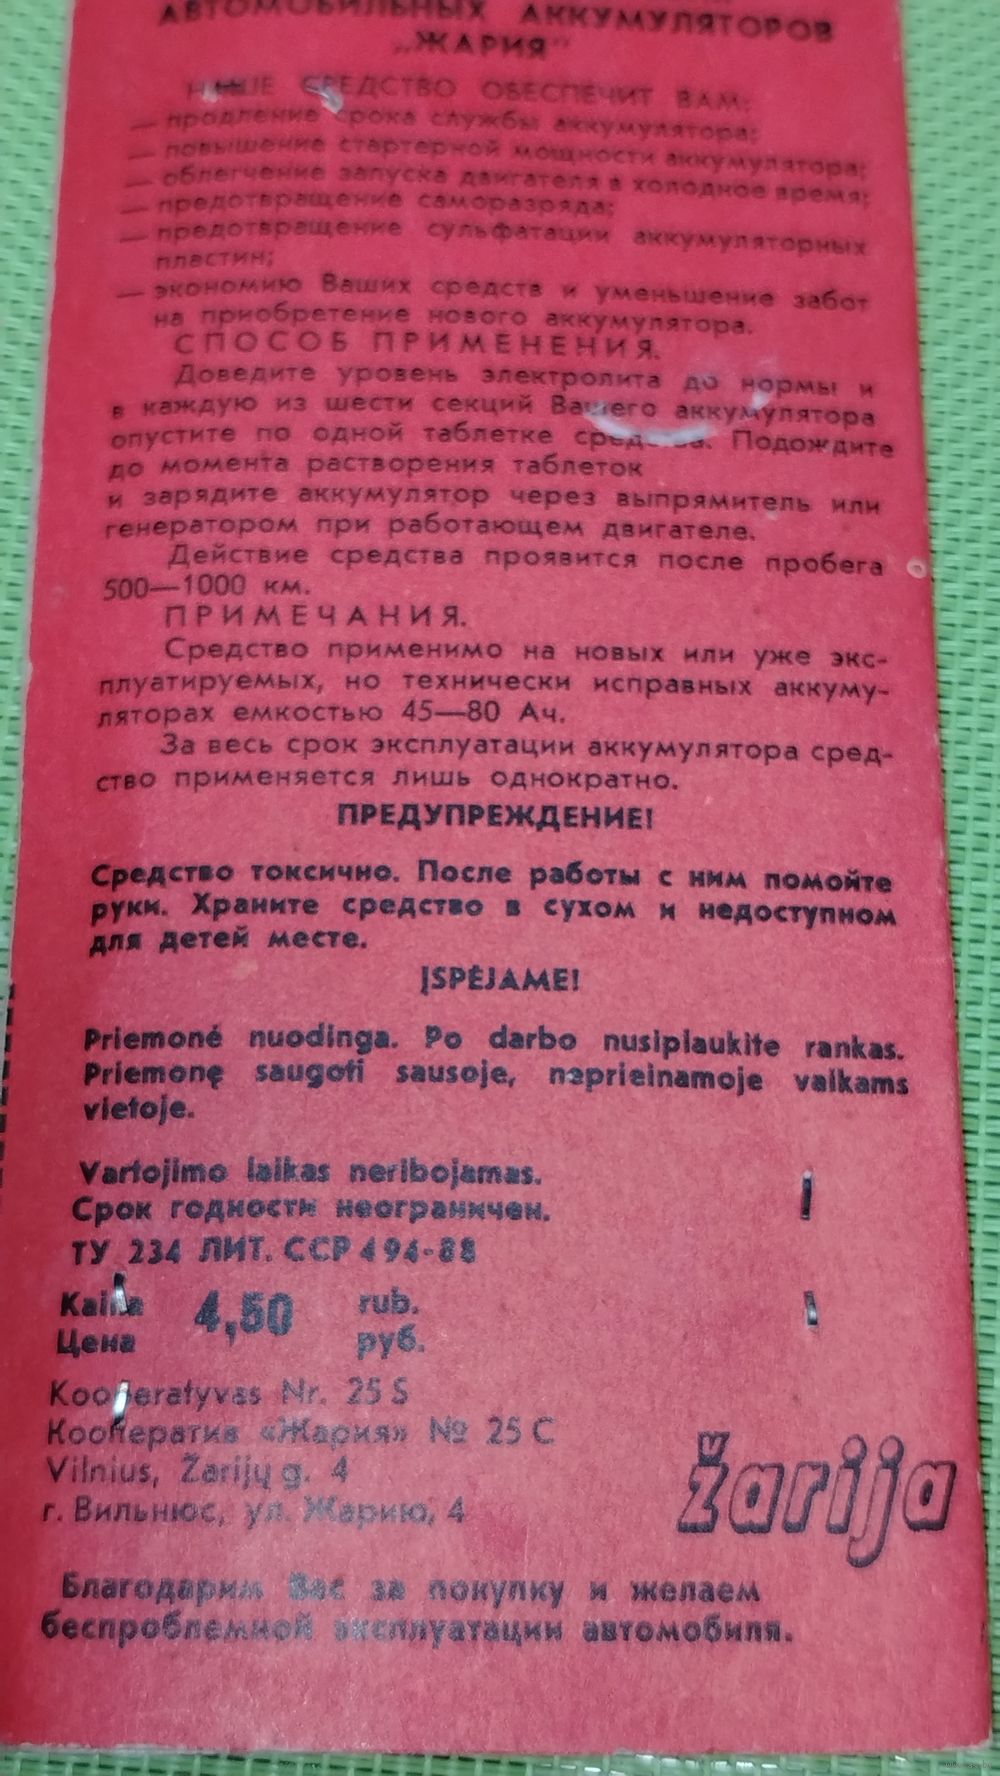 АВТОМОБИЛЬНЫХ АККУМУЛЯТОРОВ
„ЖАРИЯ“
НАШЕ СРЕДСТВО ОБЕСПЕЧИТ ВАМ:
— продление срока службы аккумулятора;
— повышение стартерной мощности аккумулятора;
— облегчение запуска двигателя в холодное время;
— предотвращение саморазряда;
— предотвращение сульфатации аккумуляторных
пластин;
— экономию Ваших средств и уменьшение забот
на приобретение нового аккумулятора.
СПОСОБ ПРИМЕНЕНИЯ.
Доведите уровень электролита до нормы и
в каждую из шести секций Вашего аккумулятора
опустите по одной таблетке средства. Подождите
до момента растворения таблеток
и зарядите аккумулятор через выпрямитель или
генератором при работающем двигателе.
Действие средства проявится после пробега
500—1000 км.
ПРИМЕЧАНИЯ.
Средство применимо на новых или уже экс-
плуатируемых, но технически исправных аккуму-
ляторах емкостью 45—80 Ач.
За весь срок эксплуатации аккумулятора сред-
ство применяется лишь однократно.
ПРЕДУПРЕЖДЕНИЕ!
Средство токсично. После работы с ним помойте
руки. Храните средство в сухом и недоступном
для детей месте.
ĮSPĖJAME!
Priemonė nuodinga. Po darbo nusiplaukite rankas.
Priemonę saugoti sausoje, neprieinamoje vaikams
vietoje.
Vartojimo laikas neribojamas.
Срок годности неограничен.
ТУ 234 ЛИТ. ССР 494-88
Kaina 4,50 rub.
Цена руб.
Kooperatyvas Nr. 25 S
Кооператив «Жария» № 25 С
Vilnius, Žarijų g. 4
г. Вильнюс, ул. Жарию, 4
žarija
Благодарим Вас за покупку и желаем
беспроблемной эксплуатации автомобиля.